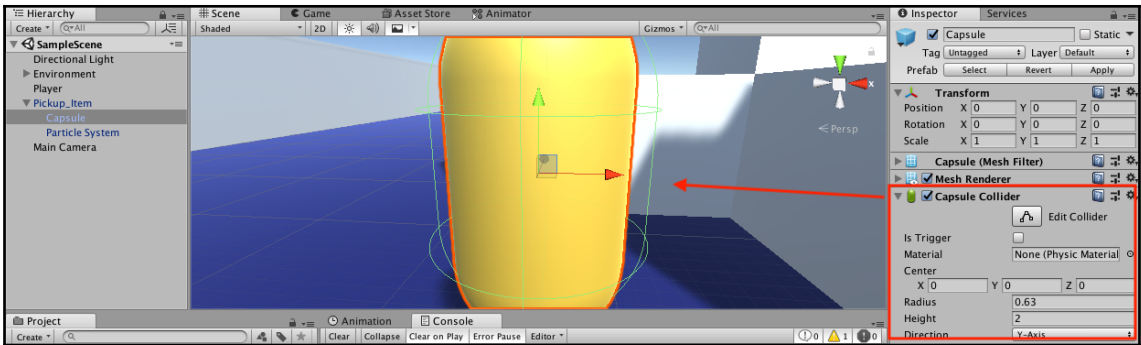 Hierarchy
Create
Q▾All
SampleScene
Directional Light
Environment
Player
Pickup_Item
Capsule
Particle System
Main Camera
Scene
Game
Asset Store
Animator
Shaded
2D
Gizmos
Q▾All
x
Persp
Project
Create
Animation
Console
Clear
Collapse
Clear on Play
Error Pause
Editor
0
1
0
Inspector
Services
Capsule
Static
Tag Untagged Layer Default
Prefab Select Revert Apply
Transform
Position X 0 Y 0 Z 0
Rotation X 0 Y 0 Z 0
Scale X 1 Y 1 Z 1
Capsule (Mesh Filter)
Mesh Renderer
Capsule Collider
Edit Collider
Is Trigger
Material None (Physic Material
Center
X 0 Y 0 Z 0
Radius 0.63
Height 2
Direction Y-Axis